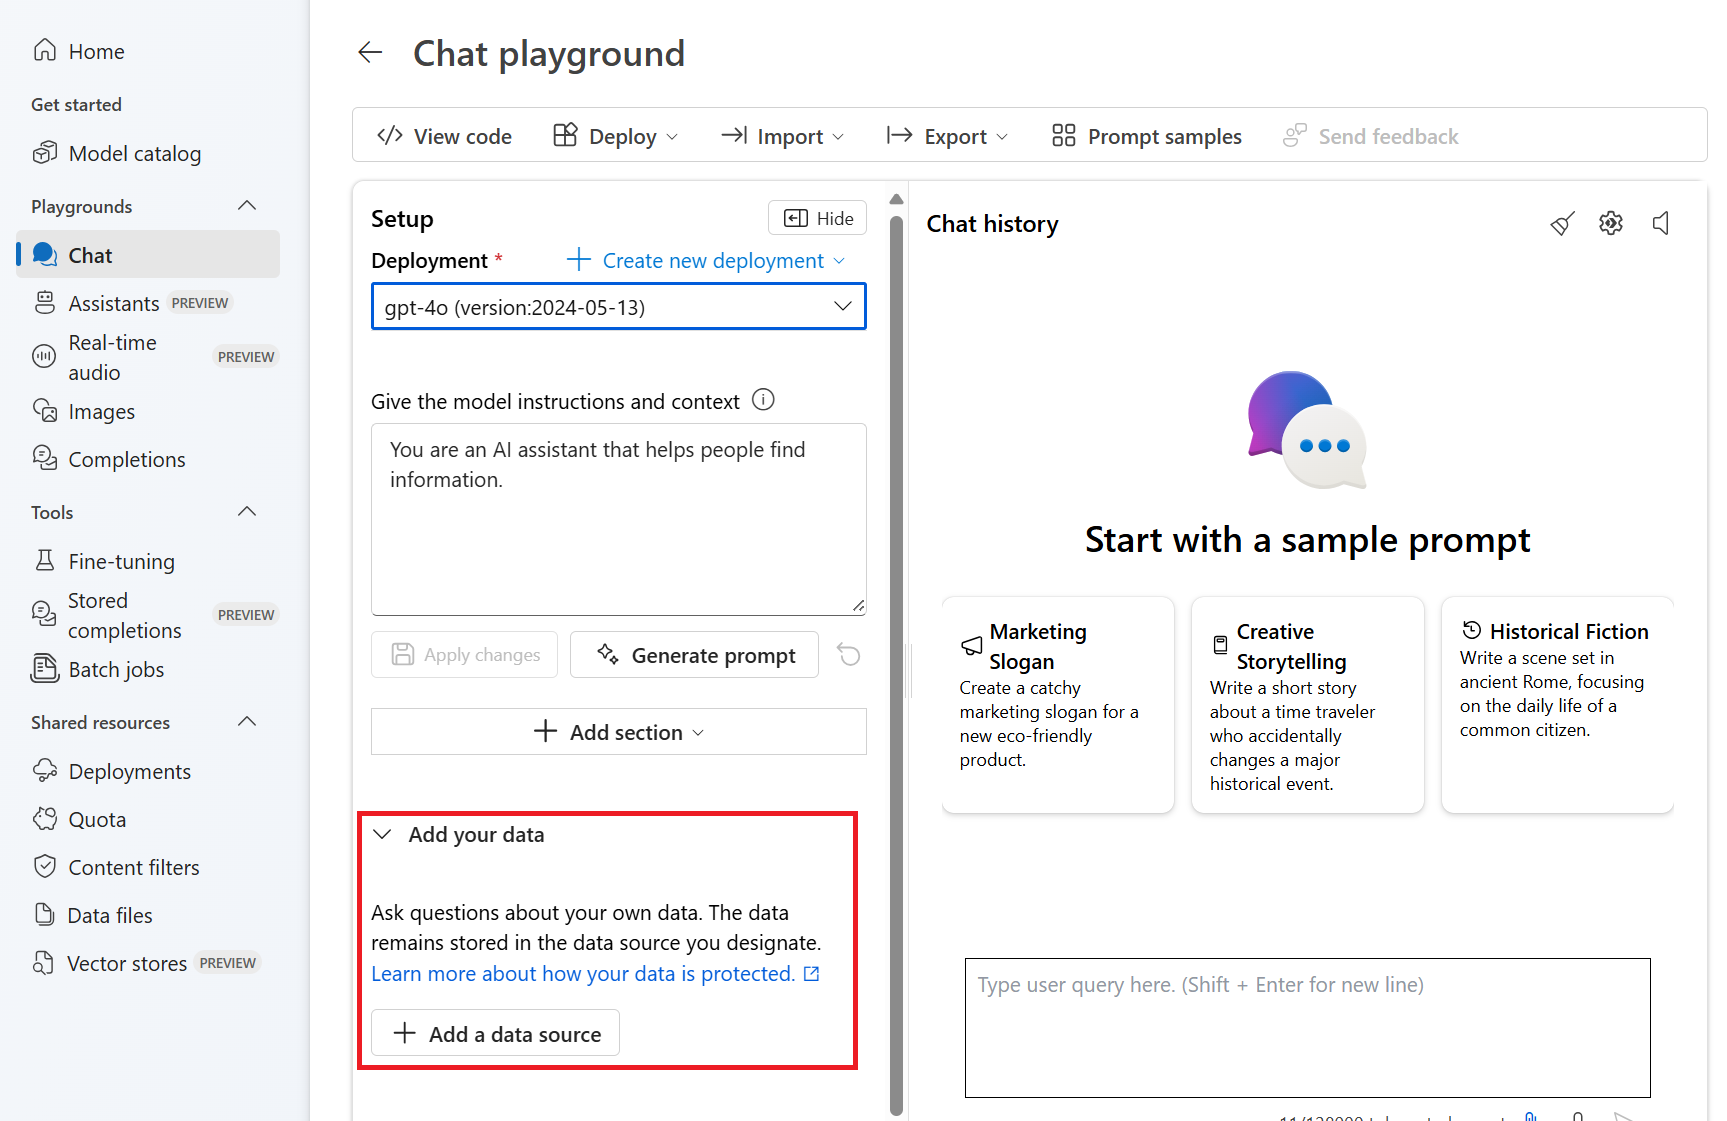 Home
Get started
Model catalog
Playgrounds
Chat
Assistants PREVIEW
Real-time
audio
PREVIEW
Images
Completions
Tools
Fine-tuning
Stored
completions
PREVIEW
Batch jobs
Shared resources
Deployments
Quota
Content filters
Data files
Vector stores PREVIEW
Chat playground
View code
Deploy
Import
Export
Prompt samples
Send feedback
Setup
Hide
Deployment *
Create new deployment
gpt-4o (version:2024-05-13)
Give the model instructions and context
You are an AI assistant that helps people find
information.
Apply changes
Generate prompt
Add section
Add your data
Ask questions about your own data. The data
remains stored in the data source you designate.
Learn more about how your data is protected.
Add a data source
Chat history
Start with a sample prompt
Marketing
Slogan
Create a catchy
marketing slogan for a
new eco-friendly
product.
Creative
Storytelling
Write a short story
about a time traveler
who accidentally
changes a major
historical event.
Historical Fiction
Write a scene set in
ancient Rome, focusing
on the daily life of a
common citizen.
Type user query here. (Shift + Enter for new line)